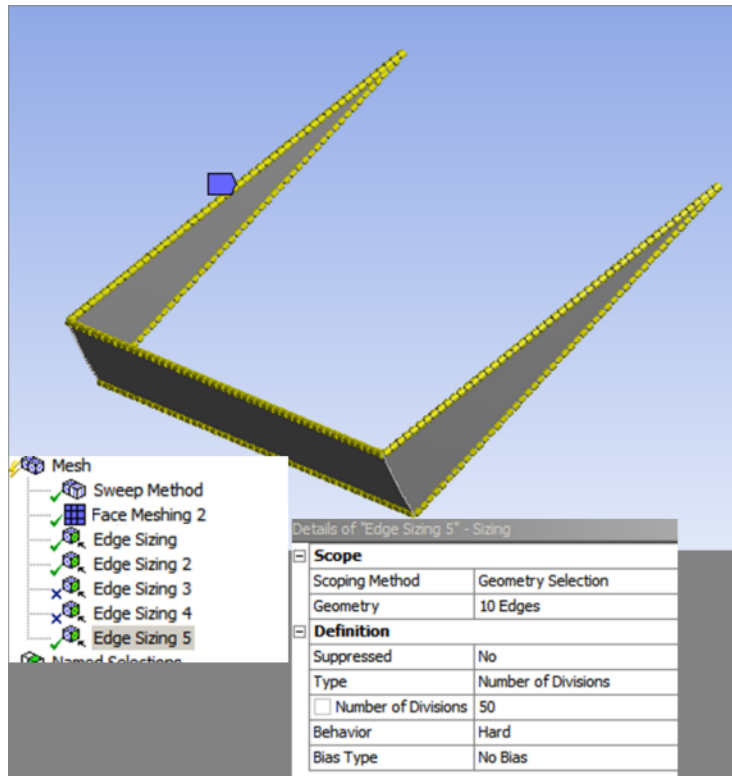 Mesh
Sweep Method
Face Meshing 2
Edge Sizing
Edge Sizing 2
Edge Sizing 3
Edge Sizing 4
Edge Sizing 5
Named Selections
Details of "Edge Sizing 5" - Sizing
Scope
Scoping Method Geometry Selection
Geometry 10 Edges
Definition
Suppressed No
Type Number of Divisions
Number of Divisions 50
Behavior Hard
Bias Type No Bias